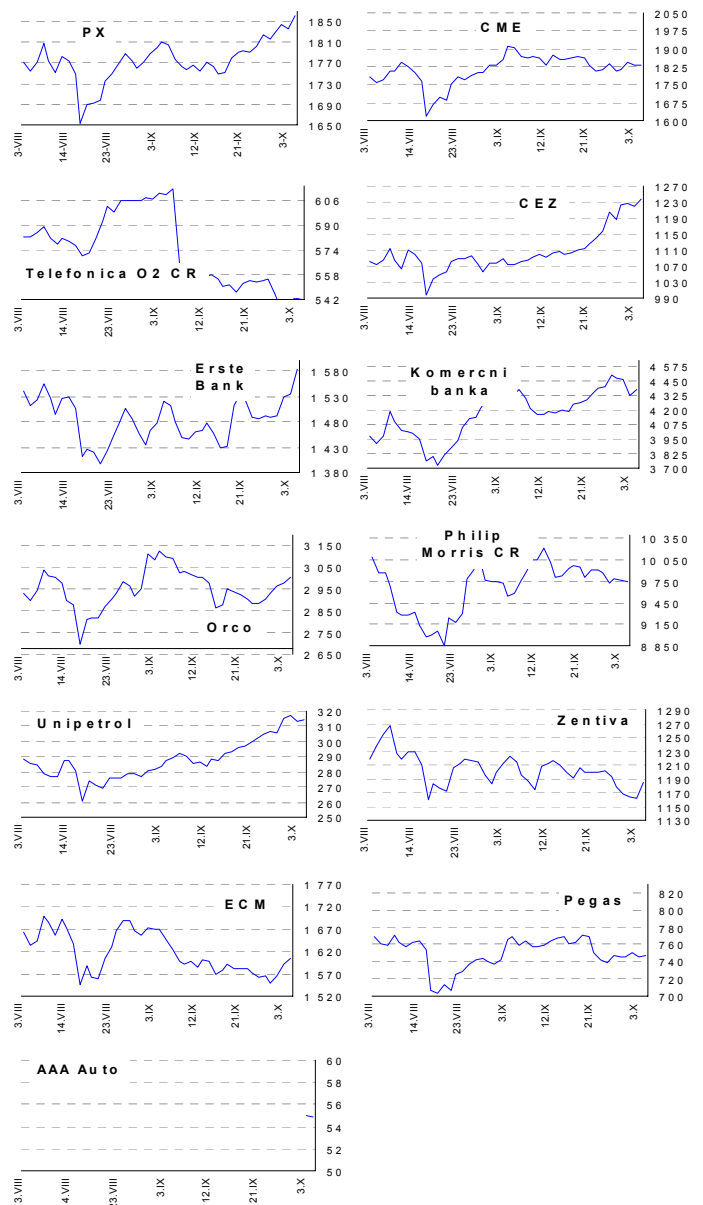 PX
1850
1810
1770
1730
1690
1650
3-VIII
14-VIII
23-VIII
3-IX
12-IX
21-IX
3-X
CME
2050
1975
1900
1825
1750
1675
1600
3.VIII
14.VIII
23.VIII
3.IX
12.IX
21.IX
3.X
Telefonica O2 CR
606
590
574
558
542
3.VIII
14.VIII
23.VIII
3.IX
12.IX
21.IX
3.X
CEZ
1270
1230
1190
1150
1110
1070
1030
990
3.VIII
14.VIII
23.VIII
3.IX
12.IX
21.IX
3.X
Erste
Bank
1 580
1 530
1 480
1 430
1 380
3.VIII
14.VIII
23.VIII
3.IX
12.IX
21.IX
3.X
Komercni
banka
4 575
4 450
4 325
4 200
4 075
3 950
3 825
3 700
3.VIII
14.VIII
23.VIII
3.IX
12.IX
21.IX
3.X
Orco
3 150
3 050
2 950
2 850
2 750
2 650
3.VIII
14.VIII
23.VIII
3.IX
12.IX
21.IX
3.X
Philip
Morris CR
10 350
10 050
9 750
9 450
9 150
8 850
3.VIII
14.VIII
23.VIII
3.IX
12.IX
21.IX
3.X
Unipetrol
320
310
300
290
280
270
260
250
3.VIII
14.VIII
23.VIII
3.IX
12.IX
21.IX
3.X
Zentiva
1290
1270
1250
1230
1210
1190
1170
1150
1130
3.VIII
14.VIII
23.VIII
3.IX
12.IX
21.IX
3.X
ECM
1 770
1 720
1 670
1 620
1 570
1 520
3.VIII
14.VIII
23.VIII
3.IX
12.IX
21.IX
3.X
Pegas
820
800
780
760
740
720
700
3.VIII
14.VIII
23.VIII
3.IX
12.IX
21.IX
3.X
AAA Auto
60
58
56
54
52
50
3.VIII
4.VIII
23.VIII
3.IX
12.IX
21.IX
3.X